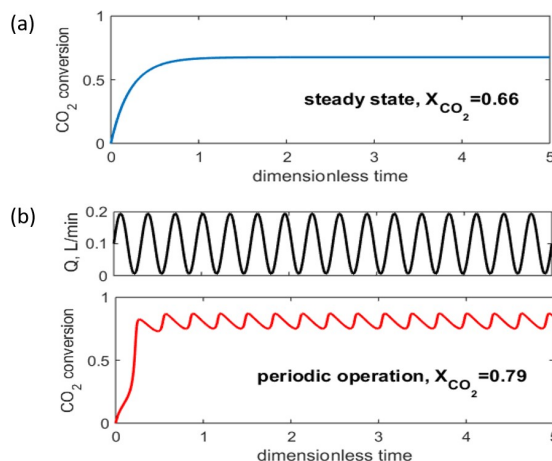 (a)
1
0.5
0
CO₂ conversion
steady state, X_CO₂=0.66
0 1 2 3 4 5
dimensionless time
(b)
0.2
0.1
0
Q, L/min
0 1 2 3 4 5
1
0.5
0
CO₂ conversion
periodic operation, X_CO₂=0.79
0 1 2 3 4 5
dimensionless time